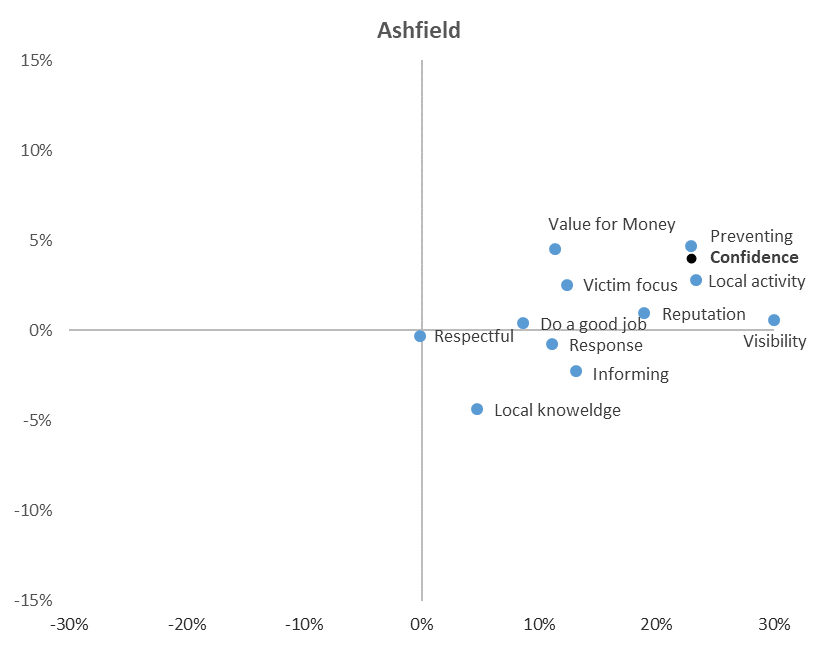 Ashfield
15%
10%
5%
0%
-5%
-10%
-15%
Value for Money
Preventing
Confidence
Victim focus
Local activity
Reputation
Do a good job
Respectful
Response
Visibility
Informing
Local knoweldge
-30%
-20%
-10%
0%
10%
20%
30%